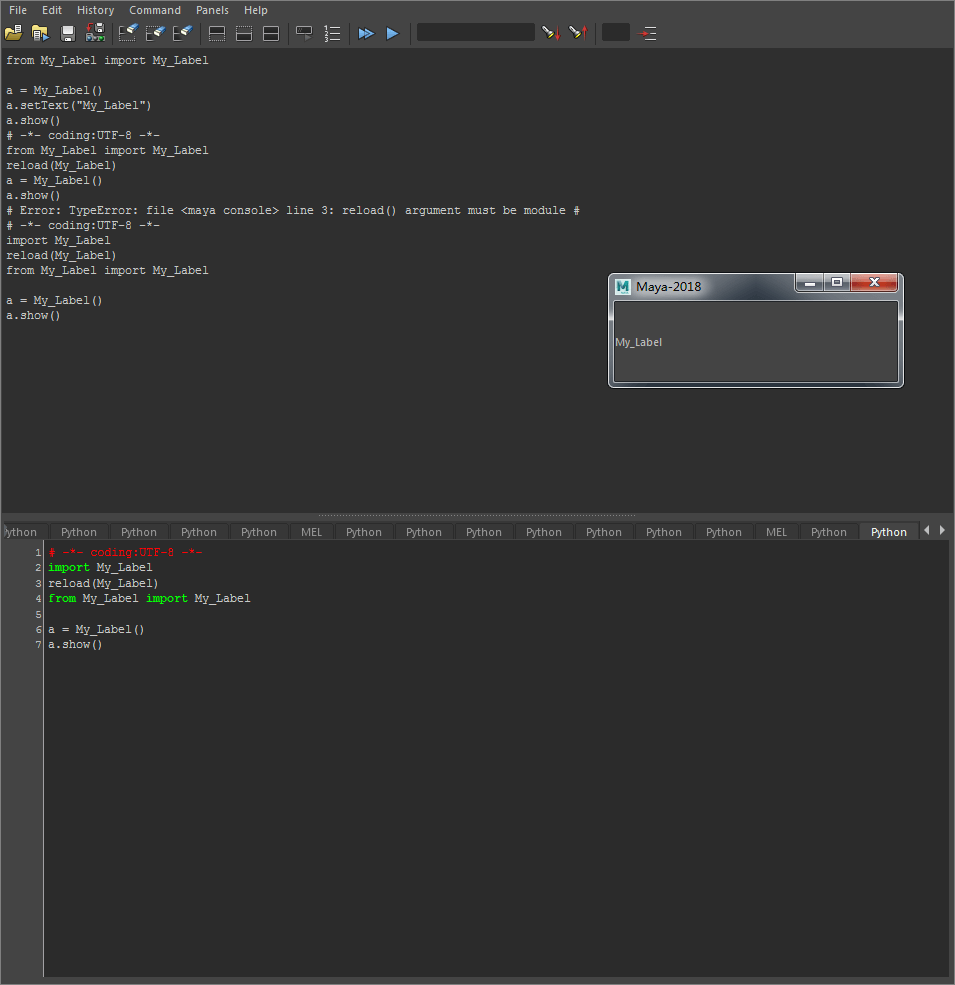 File Edit History Command Panels Help
from My_Label import My_Label
a = My_Label()
a.setText("My_Label")
a.show()
# -*- coding:UTF-8 -*-
from My_Label import My_Label
reload(My_Label)
a = My_Label()
a.show()
# Error: TypeError: file <maya console> line 3: reload() argument must be module #
# -*- coding:UTF-8 -*-
import My_Label
reload(My_Label)
from My_Label import My_Label
a = My_Label()
a.show()
M Maya-2018
My_Label
ython Python Python Python Python MEL Python Python Python Python Python Python Python MEL Python Python
1 # -*- coding:UTF-8 -*-
2 import My_Label
3 reload(My_Label)
4 from My_Label import My_Label
5
6 a = My_Label()
7 a.show()